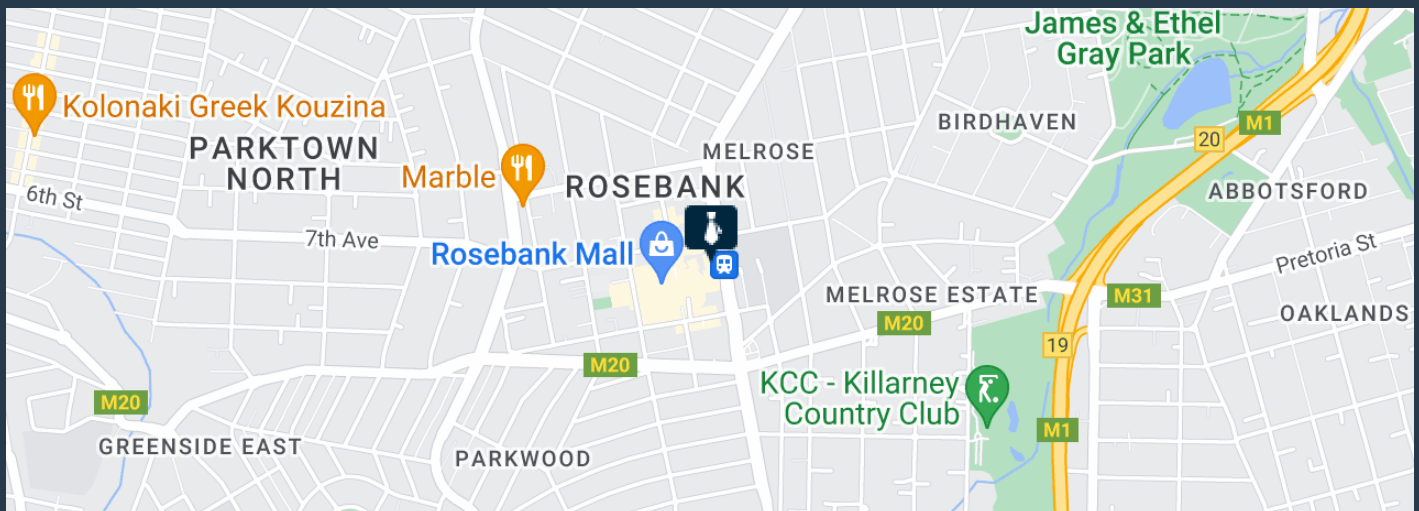 James & Ethel
Gray Park
Kolonaki Greek Kouzina
BIRDHAVEN
M1
20
PARKTOWN
NORTH
MELROSE
Marble
ROSEBANK
ABBOTSFORD
6th St
7th Ave
Rosebank Mall
Pretoria St
MELROSE ESTATE
M31
OAKLANDS
M20
19
M20
KCC - Killarney
Country Club
M20
M1
GREENSIDE EAST
PARKWOOD